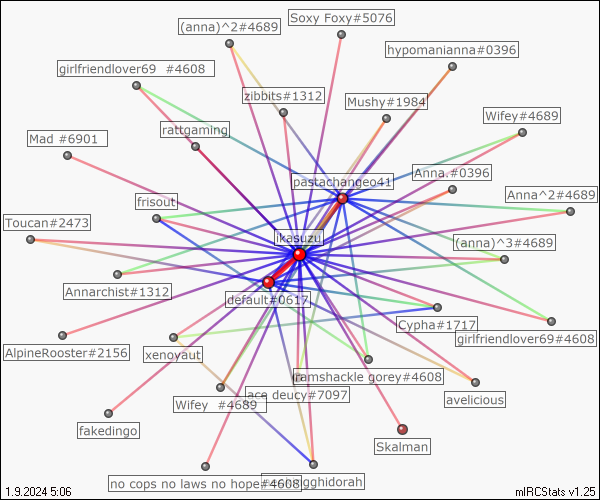 Soxy Foxy#5076
(anna)^2#4689
hypomanianna#0396
girlfriendlover69 #4608
zibbits#1312
Mushy#1984
Wifey#4689
rattgaming
Mad #6901
Anna.#0396
pastachangeo41
Anna^2#4689
frisout
Toucan#2473
ikasuzu
(anna)^3#4689
Annarchist#1312
default#0617
Cypha#1717
girlfriendlover69#4608
AlpineRooster#2156
xenoyaut
ramshackle gorey#4608
ace deucy#7097
avelicious
Wifey #4689
fakedingo
Skalman
no cops no laws no hope#4608
gghidorah
1.9.2024 5:06
mIRCStats v1.25